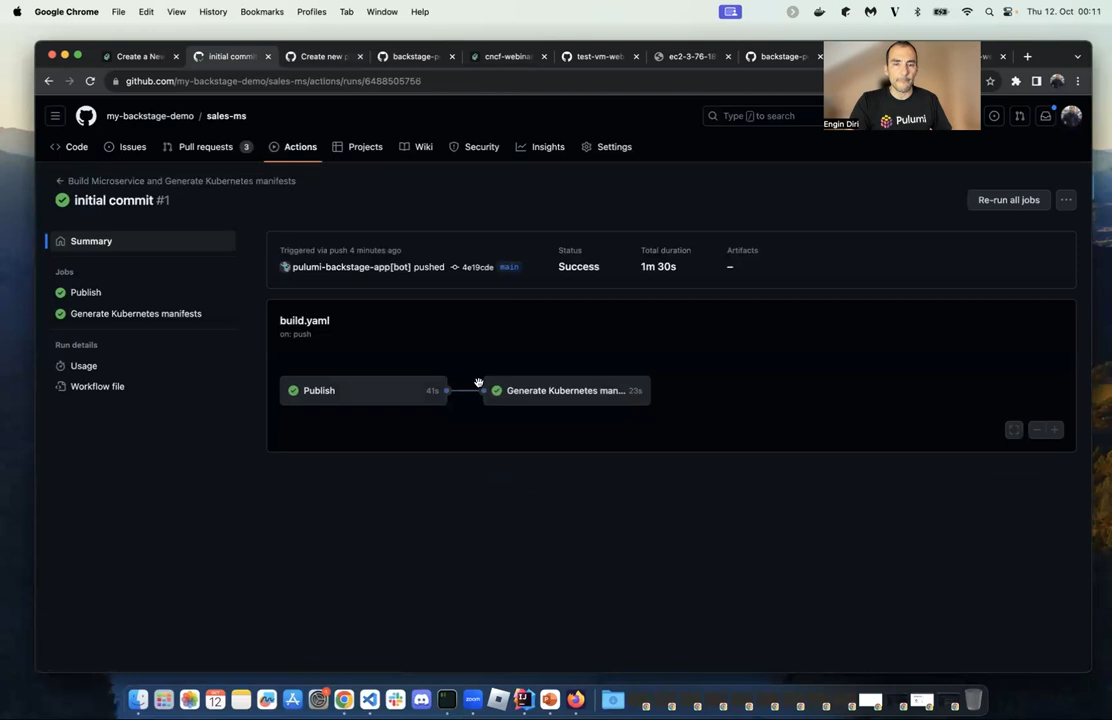 Google Chrome File Edit View History Bookmarks Profiles Tab Window Help Thu 12. Oct 00:11
Create a New initial commit Create new p backstage-p cncf-webinar test-vm-web ec2-3-76-18 backstage-p
github.com/my-backstage-demo/sales-ms/actions/runs/6488505756
my-backstage-demo / sales-ms Type / to search
Pulumi
Engin Diri
Code Issues Pull requests 3 Actions Projects Wiki Security Insights Settings
← Build Microservice and Generate Kubernetes manifests
initial commit #1 Re-run all jobs ...
Summary
Triggered via push 4 minutes ago Status Total duration Artifacts
pulumi-backstage-app[bot] pushed 4e19cde main Success 1m 30s –
Jobs
Publish
Generate Kubernetes manifests
Run details
Usage
Workflow file
build.yaml
on: push
Publish 41s Generate Kubernetes man... 23s